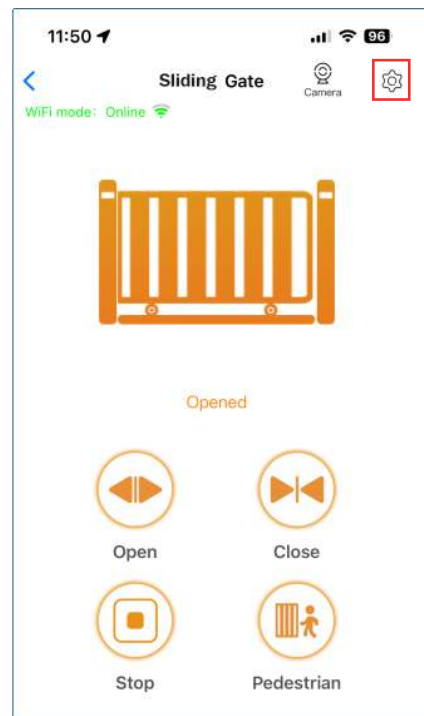 11:50
96
Sliding Gate
Camera
WiFi mode: Online
Opened
Open
Close
Stop
Pedestrian